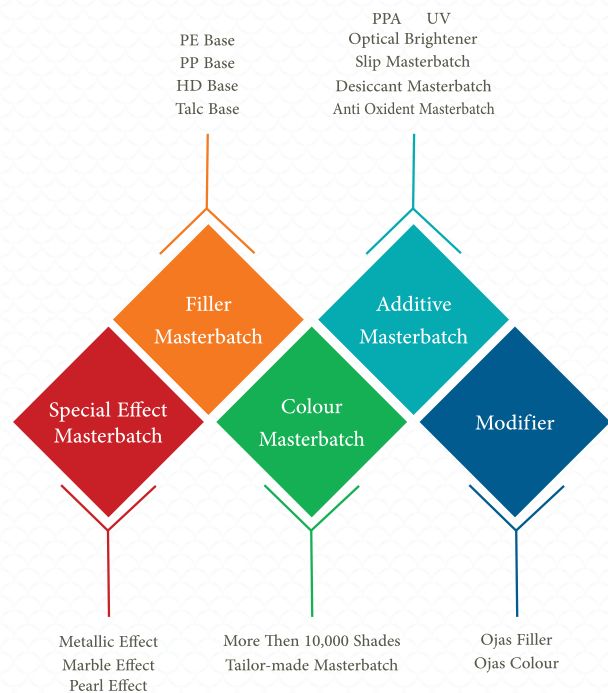 PPA UV
PE Base
Optical Brightener
PP Base
Slip Masterbatch
HD Base
Desiccant Masterbatch
Talc Base
Anti Oxident Masterbatch
Filler
Masterbatch
Additive
Masterbatch
Special Effect
Masterbatch
Colour
Masterbatch
Modifier
Metallic Effect
Marble Effect
Pearl Effect
More Then 10,000 Shades
Tailor-made Masterbatch
Ojas Filler
Ojas Colour